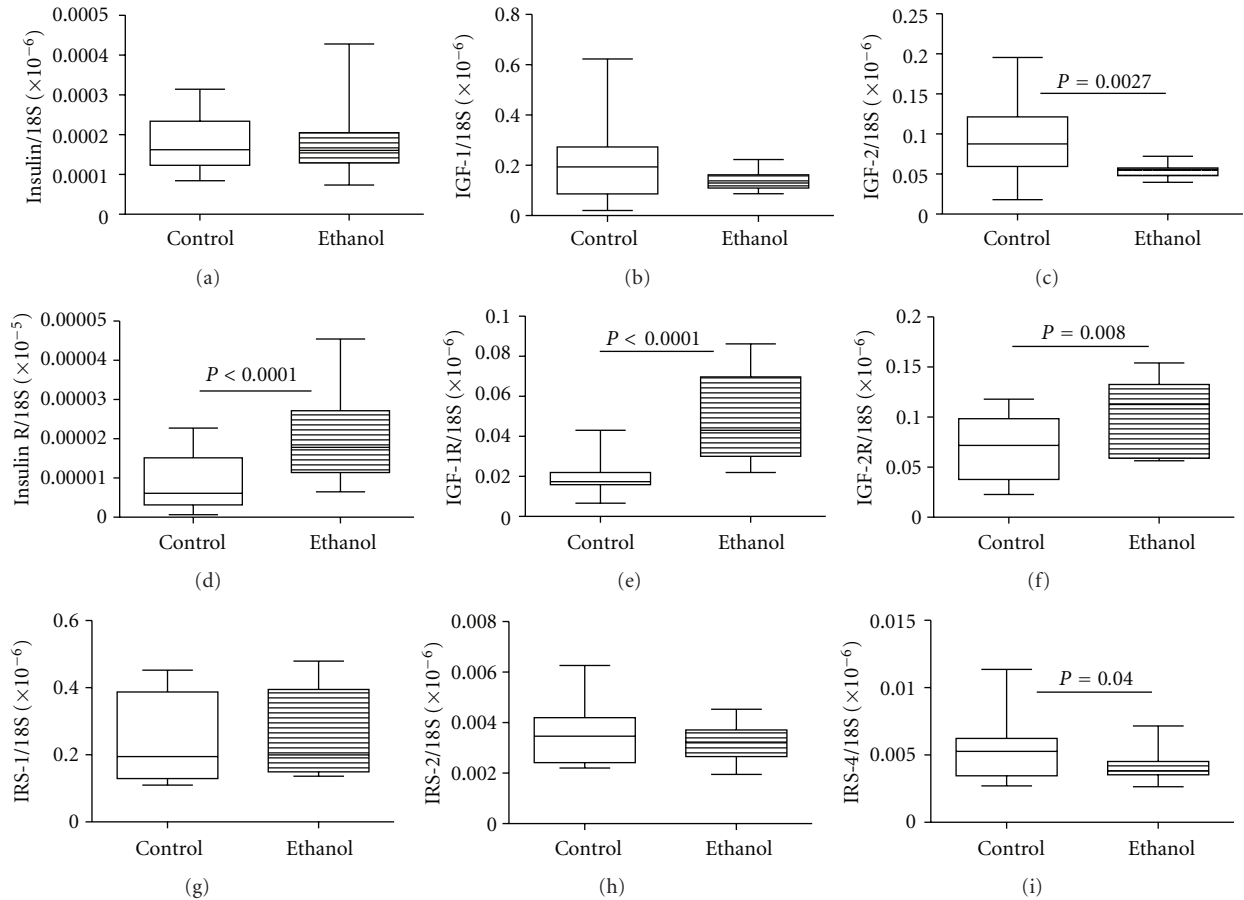 Insulin/18S (×10−6)
0.0005
0.0004
0.0003
0.0002
0.0001
0
Control
Ethanol
(a)
IGF-1/18S (×10−6)
0.8
0.6
0.4
0.2
0
Control
Ethanol
(b)
IGF-2/18S (×10−6)
0.25
0.2
0.15
0.1
0.05
0
P = 0.0027
Control
Ethanol
(c)
Insulin R/18S (×10−5)
0.00005
0.00004
0.00003
0.00002
0.00001
0
P < 0.0001
Control
Ethanol
(d)
IGF-1R/18S (×10−6)
0.1
0.08
0.06
0.04
0.02
0
P < 0.0001
Control
Ethanol
(e)
IGF-2R/18S (×10−6)
0.2
0.15
0.1
0.05
0
P = 0.008
Control
Ethanol
(f)
IRS-1/18S (×10−6)
0.6
0.4
0.2
0
Control
Ethanol
(g)
IRS-2/18S (×10−6)
0.008
0.006
0.004
0.002
0
Control
Ethanol
(h)
IRS-4/18S (×10−6)
0.015
0.01
0.005
0
P = 0.04
Control
Ethanol
(i)